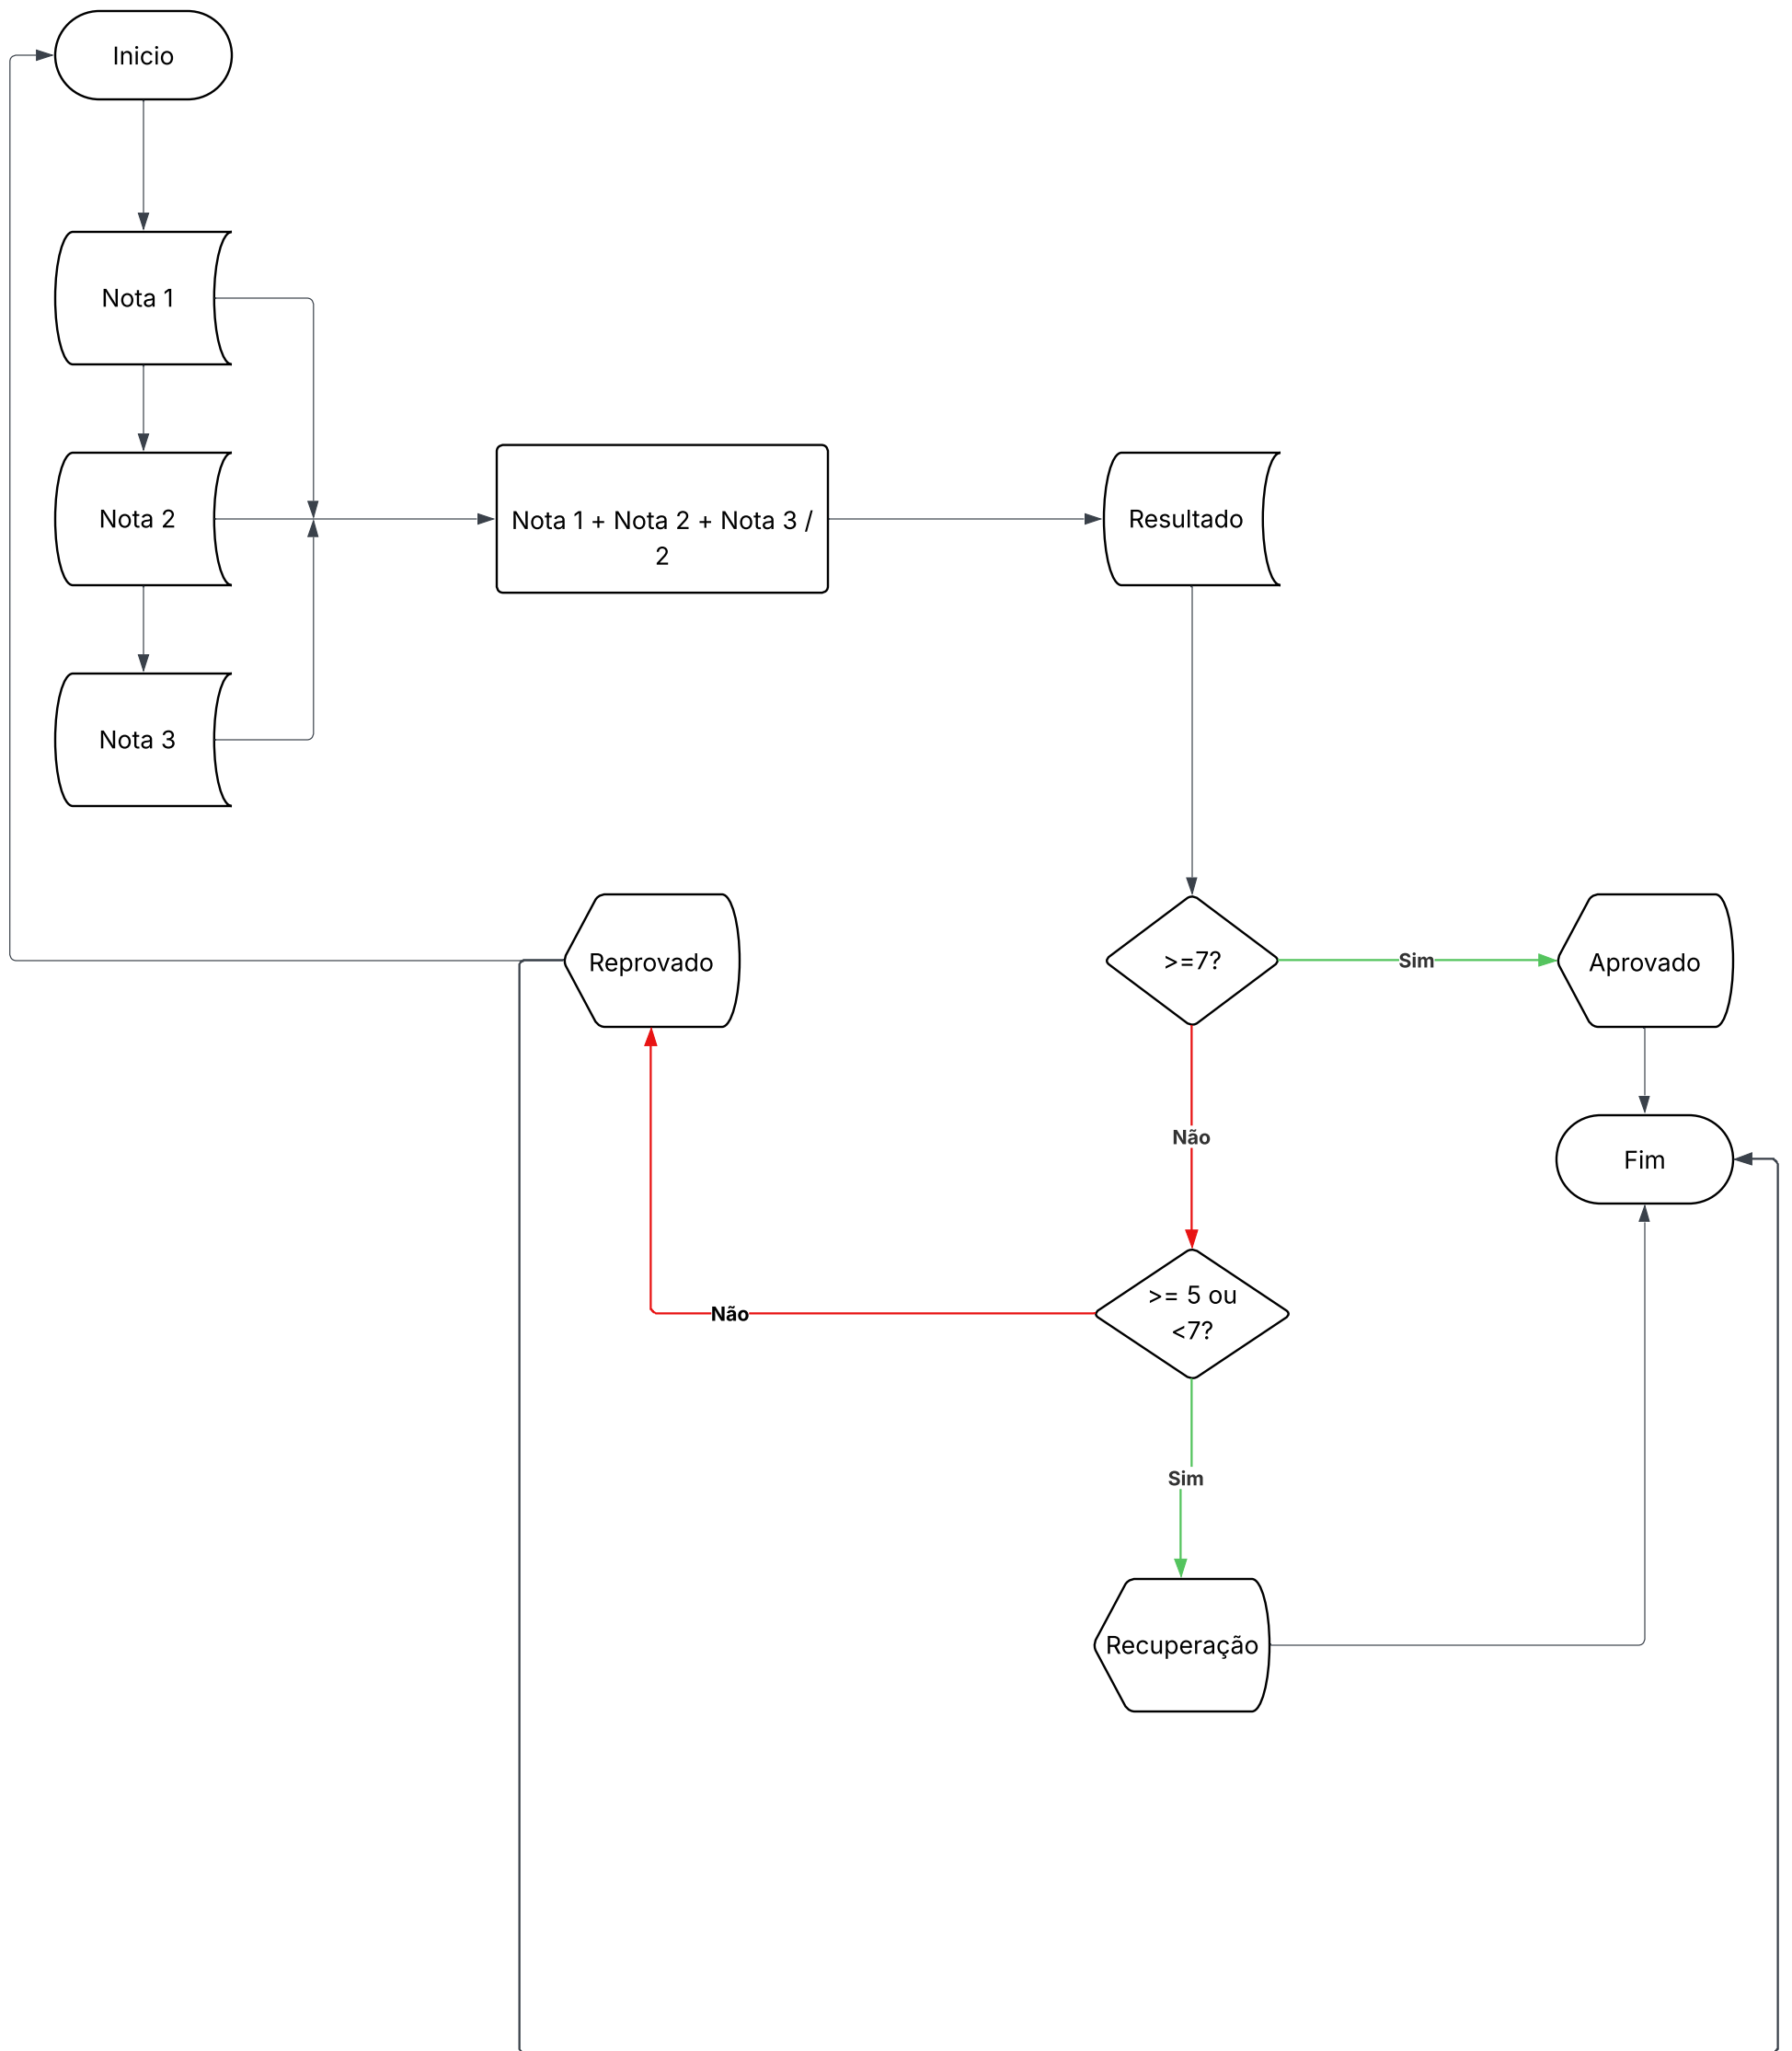 Inicio
Nota 1
Nota 2
Nota 1 + Nota 2 + Nota 3 /
2
Resultado
Nota 3
Reprovado
>=7?
Sim
Aprovado
Não
Fim
>= 5 ou
<7?
Não
Sim
Recuperação